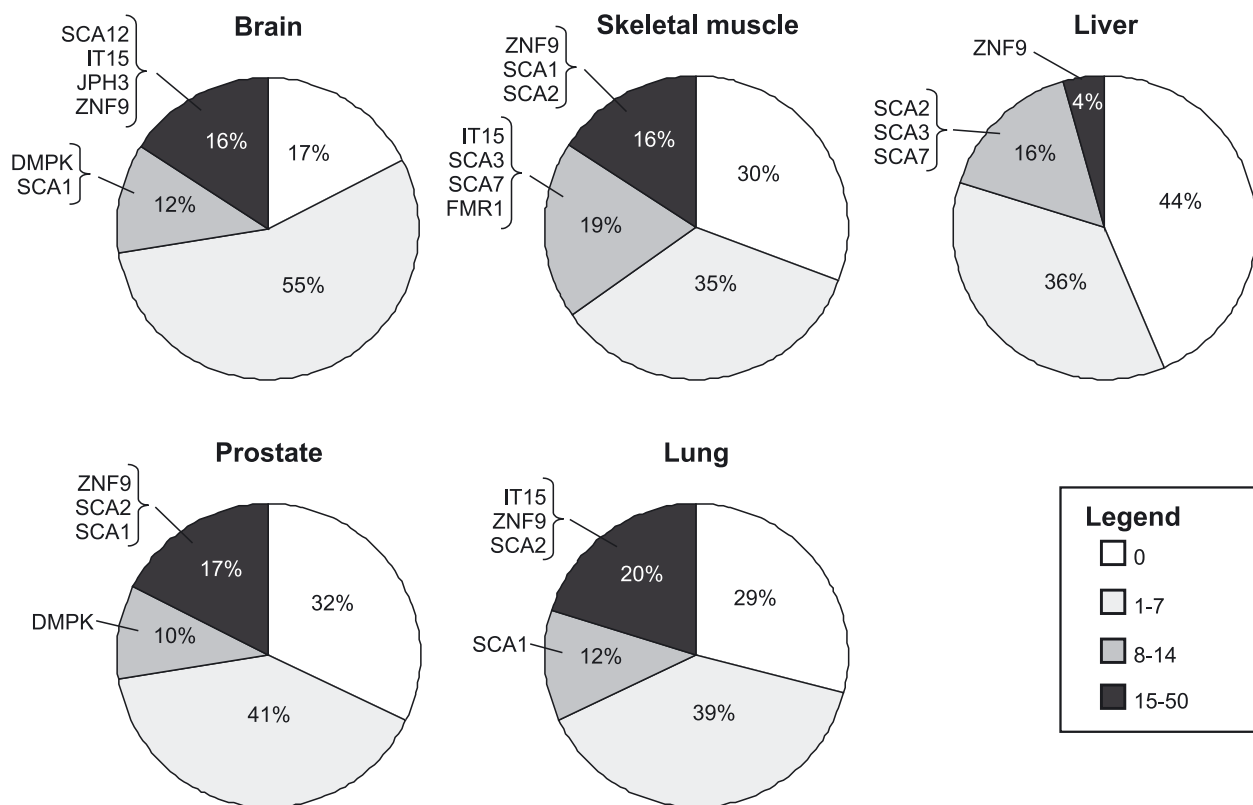 Brain
SCA12
IT15
JPH3
ZNF9
DMPK
SCA1
16%
17%
12%
55%
Skeletal muscle
ZNF9
SCA1
SCA2
IT15
SCA3
SCA7
FMR1
16%
30%
19%
35%
Liver
ZNF9
SCA2
SCA3
SCA7
4%
16%
44%
36%
Prostate
ZNF9
SCA2
SCA1
DMPK
17%
32%
10%
41%
Lung
IT15
ZNF9
SCA2
SCA1
20%
29%
12%
39%
Legend
0
1-7
8-14
15-50